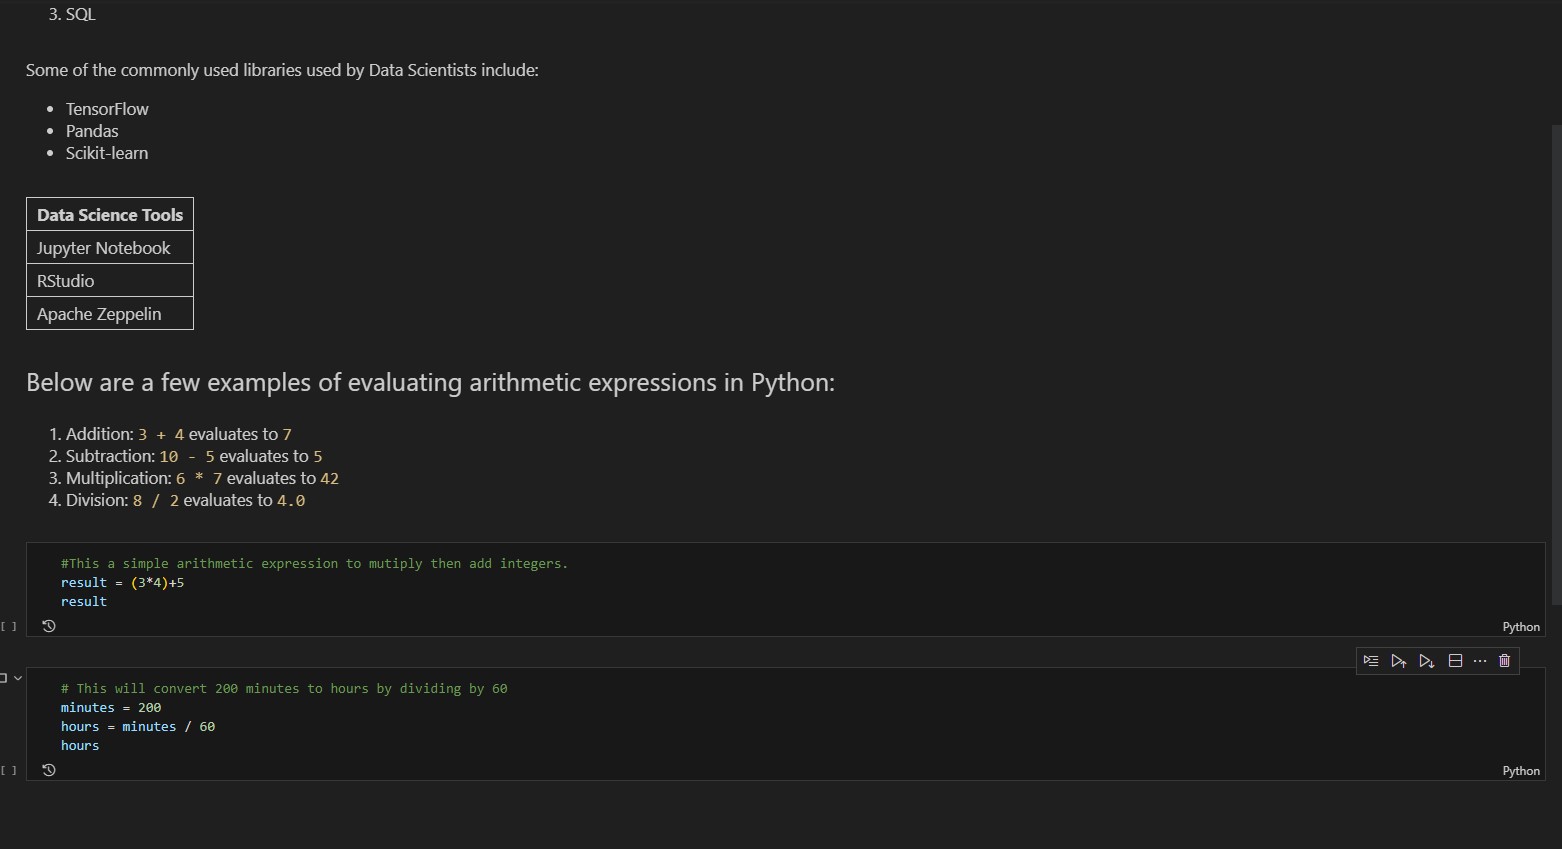 3. SQL
Some of the commonly used libraries used by Data Scientists include:
• TensorFlow
• Pandas
• Scikit-learn
Data Science Tools
Jupyter Notebook
RStudio
Apache Zeppelin
Below are a few examples of evaluating arithmetic expressions in Python:
1. Addition: 3 + 4 evaluates to 7
2. Subtraction: 10 - 5 evaluates to 5
3. Multiplication: 6 * 7 evaluates to 42
4. Division: 8 / 2 evaluates to 4.0
#This a simple arithmetic expression to mutiply then add integers.
result = (3*4)+5
result
[ ]
Python
# This will convert 200 minutes to hours by dividing by 60
minutes = 200
hours = minutes / 60
hours
[ ]
Python